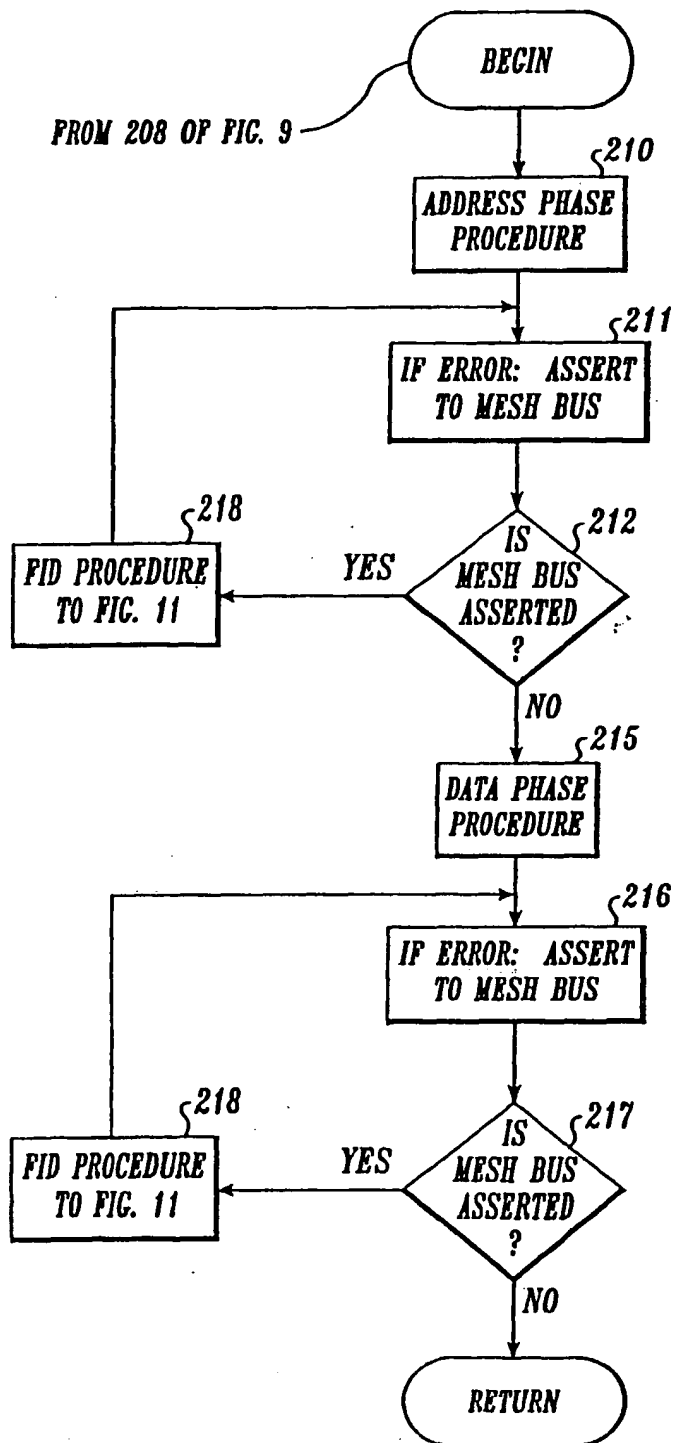 BEGIN
FROM 208 OF FIG. 9
210
ADDRESS PHASE
PROCEDURE
211
IF ERROR: ASSERT
TO MESH BUS
212
IS
MESH BUS
ASSERTED
?
YES
218
FID PROCEDURE
TO FIG. 11
NO
215
DATA PHASE
PROCEDURE
216
IF ERROR: ASSERT
TO MESH BUS
217
IS
MESH BUS
ASSERTED
?
YES
218
FID PROCEDURE
TO FIG. 11
NO
RETURN